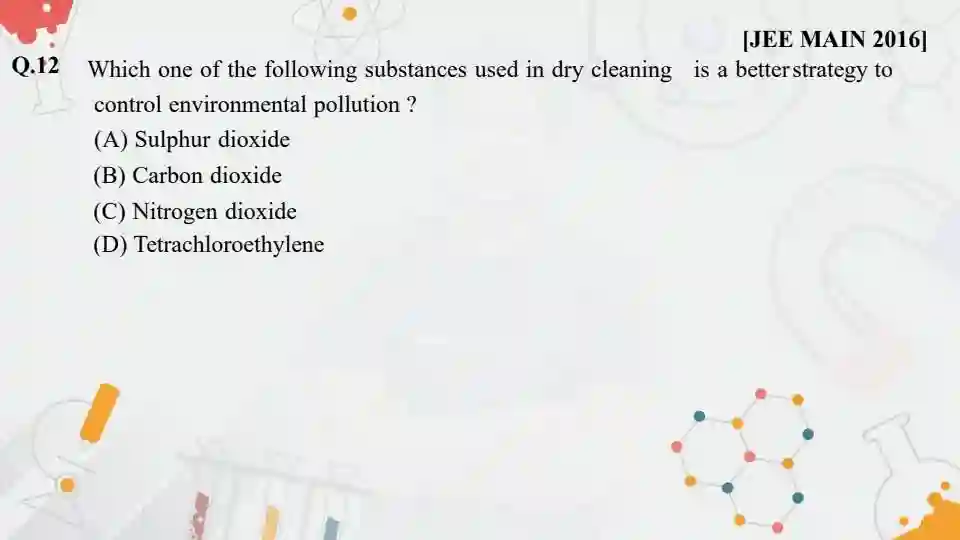 [JEE MAIN 2016]
Q.12 Which one of the following substances used in dry cleaning is a better strategy to
control environmental pollution ?
(A) Sulphur dioxide
(B) Carbon dioxide
(C) Nitrogen dioxide
(D) Tetrachloroethylene